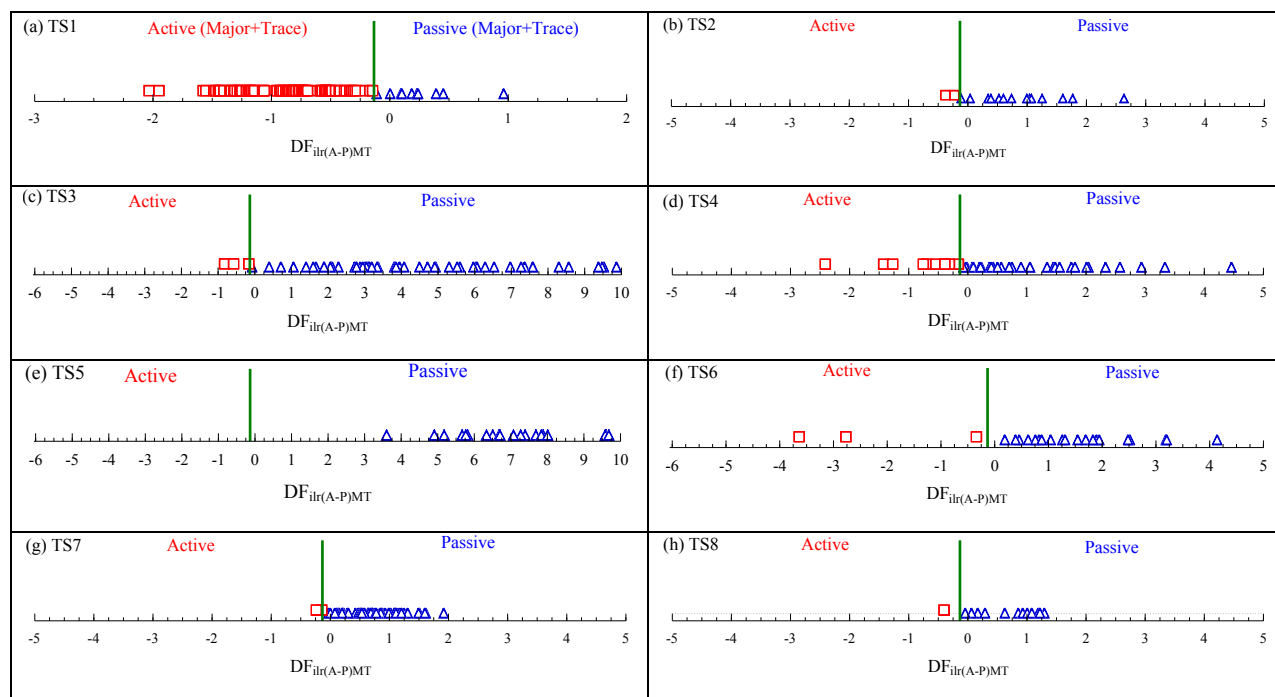 (a) TS1 Active (Major+Trace) Passive (Major+Trace)
-3 -2 -1 0 1 2
DFilr(A-P)MT
(b) TS2 Active Passive
-5 -4 -3 -2 -1 0 1 2 3 4 5
DFilr(A-P)MT
(c) TS3 Active Passive
-6 -5 -4 -3 -2 -1 0 1 2 3 4 5 6 7 8 9 10
DFilr(A-P)MT
(d) TS4 Active Passive
-5 -4 -3 -2 -1 0 1 2 3 4 5
DFilr(A-P)MT
(e) TS5 Active Passive
-6 -5 -4 -3 -2 -1 0 1 2 3 4 5 6 7 8 9 10
DFilr(A-P)MT
(f) TS6 Active Passive
-6 -5 -4 -3 -2 -1 0 1 2 3 4 5
DFilr(A-P)MT
(g) TS7 Active Passive
-5 -4 -3 -2 -1 0 1 2 3 4 5
DFilr(A-P)MT
(h) TS8 Active Passive
-5 -4 -3 -2 -1 0 1 2 3 4 5
DFilr(A-P)MT